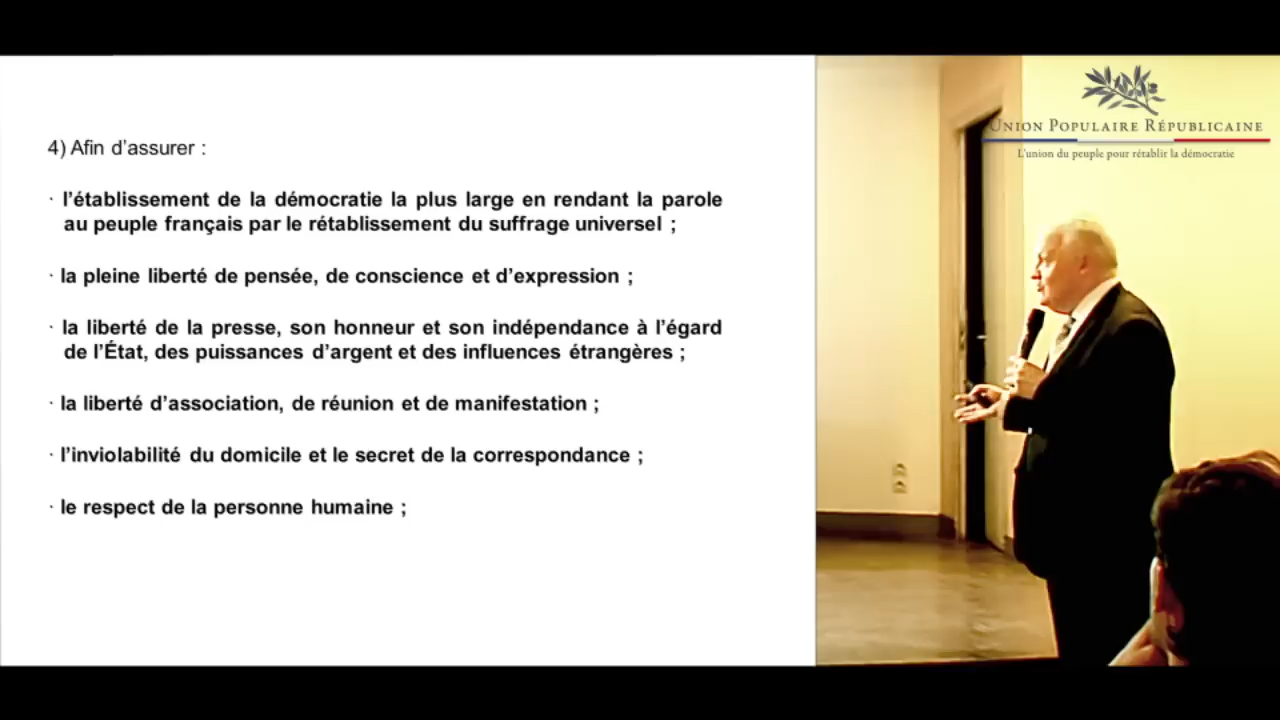 4) Afin d’assurer :
· l’établissement de la démocratie la plus large en rendant la parole
au peuple français par le rétablissement du suffrage universel ;
· la pleine liberté de pensée, de conscience et d’expression ;
· la liberté de la presse, son honneur et son indépendance à l’égard
de l’État, des puissances d’argent et des influences étrangères ;
· la liberté d’association, de réunion et de manifestation ;
· l’inviolabilité du domicile et le secret de la correspondance ;
· le respect de la personne humaine ;
UNION POPULAIRE RÉPUBLICAINE
L’union du peuple pour rétablir la démocratie